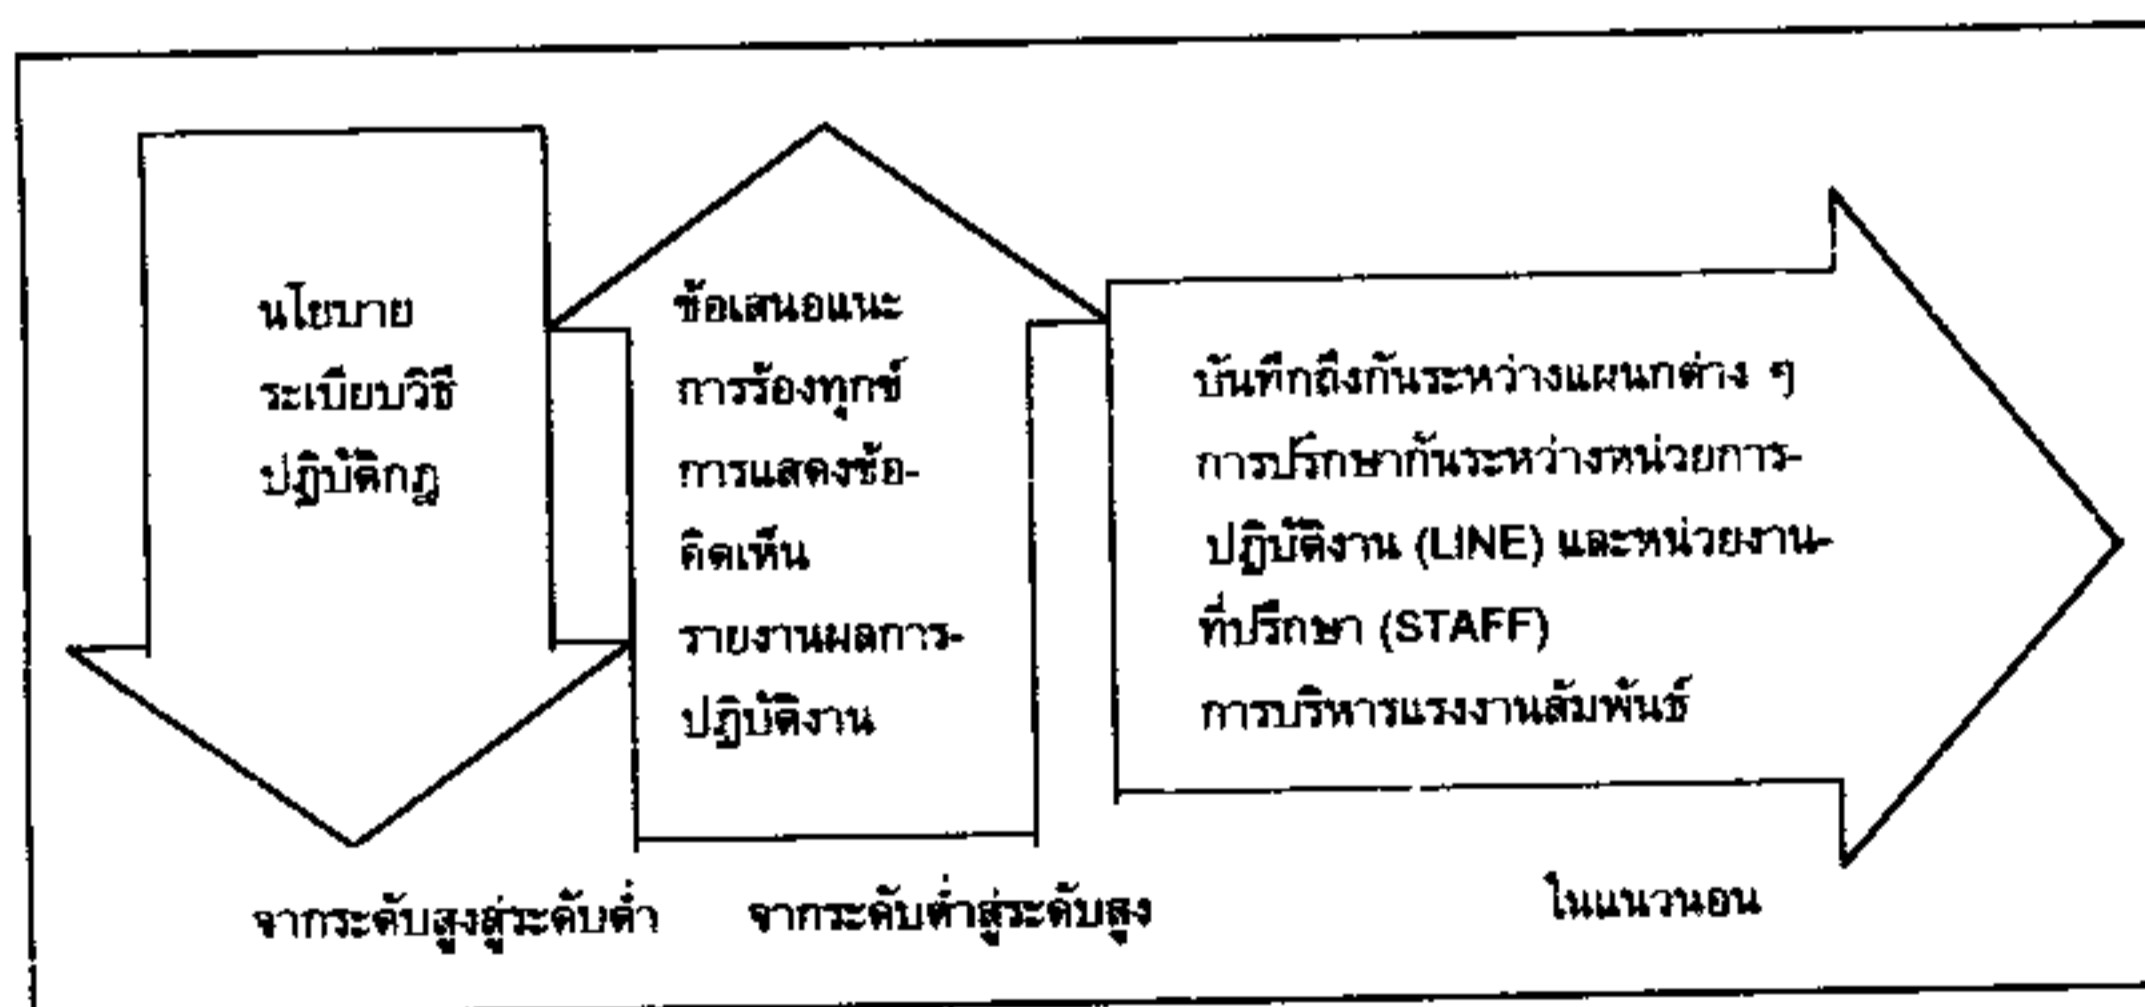 นโยบาย
ระเบียบวิธี
ปฏิบัติกฎ
ข้อเสนอแนะ
การร้องทุกข์
การแสดงข้อ-
คิดเห็น
รายงานผลการ-
ปฏิบัติงาน
บันทึกถึงกันระหว่างแผนกต่าง ๆ
การปรึกษากันระหว่างหน่วยการ-
ปฏิบัติงาน (LINE) และหน่วยงาน-
ที่ปรึกษา (STAFF)
การบริหารแรงงานสัมพันธ์
จากระดับสูงสู่ระดับต่ำ
จากระดับต่ำสู่ระดับสูง
ในแนวนอน